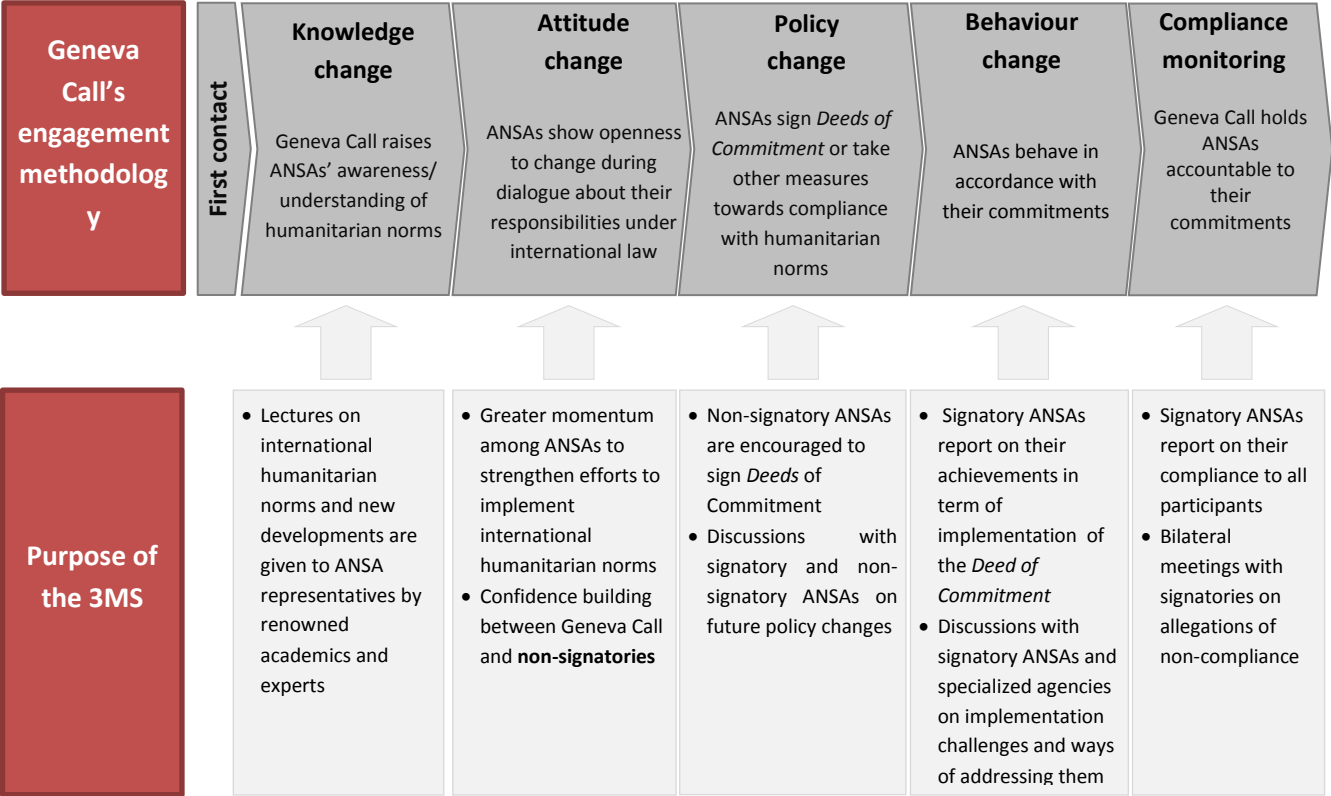 Geneva
Call’s
engagement
methodolog
y
First contact
Knowledge
change
Geneva Call raises
ANSAs’ awareness/
understanding of
humanitarian norms
Attitude
change
ANSAs show openness
to change during
dialogue about their
responsibilities under
international law
Policy
change
ANSAs sign Deeds of
Commitment or take
other measures
towards compliance
with humanitarian
norms
Behaviour
change
ANSAs behave in
accordance with
their commitments
Compliance
monitoring
Geneva Call holds
ANSAs
accountable to
their
commitments
Purpose of
the 3MS
• Lectures on
international
humanitarian
norms and new
developments are
given to ANSA
representatives by
renowned
academics and
experts
• Greater momentum
among ANSAs to
strengthen efforts to
implement
international
humanitarian norms
• Confidence building
between Geneva Call
and non-signatories
• Non-signatory ANSAs
are encouraged to
sign Deeds of
Commitment
• Discussions with
signatory and non-
signatory ANSAs on
future policy changes
• Signatory ANSAs
report on their
achievements in
term of
implementation of
the Deed of
Commitment
• Discussions with
signatory ANSAs and
specialized agencies
on implementation
challenges and ways
of addressing them
• Signatory ANSAs
report on their
compliance to all
participants
• Bilateral
meetings with
signatories on
allegations of
non-compliance